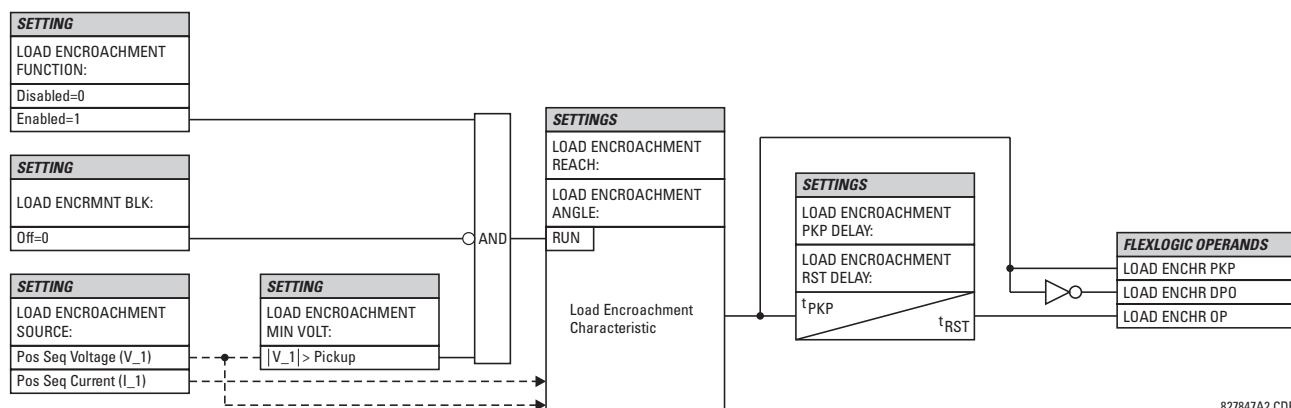 SETTING
LOAD ENCROACHMENT
FUNCTION:
Disabled=0
Enabled=1
SETTING
LOAD ENCRMNT BLK:
Off=0
SETTING
LOAD ENCROACHMENT
SOURCE:
Pos Seq Voltage (V_1)
Pos Seq Current (I_1)
SETTING
LOAD ENCROACHMENT
MIN VOLT:
|V_1| > Pickup
AND
SETTINGS
LOAD ENCROACHMENT
REACH:
LOAD ENCROACHMENT
ANGLE:
RUN
Load Encroachment
Characteristic
SETTINGS
LOAD ENCROACHMENT
PKP DELAY:
LOAD ENCROACHMENT
RST DELAY:
tPKP
tRST
FLEXLOGIC OPERANDS
LOAD ENCHR PKP
LOAD ENCHR DPO
LOAD ENCHR OP